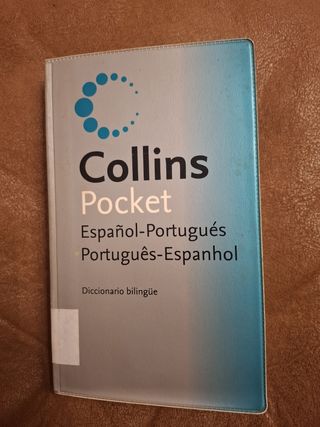 Collins
Pocket
Español-Portugués
Português-Espanhol
Diccionario bilingüe